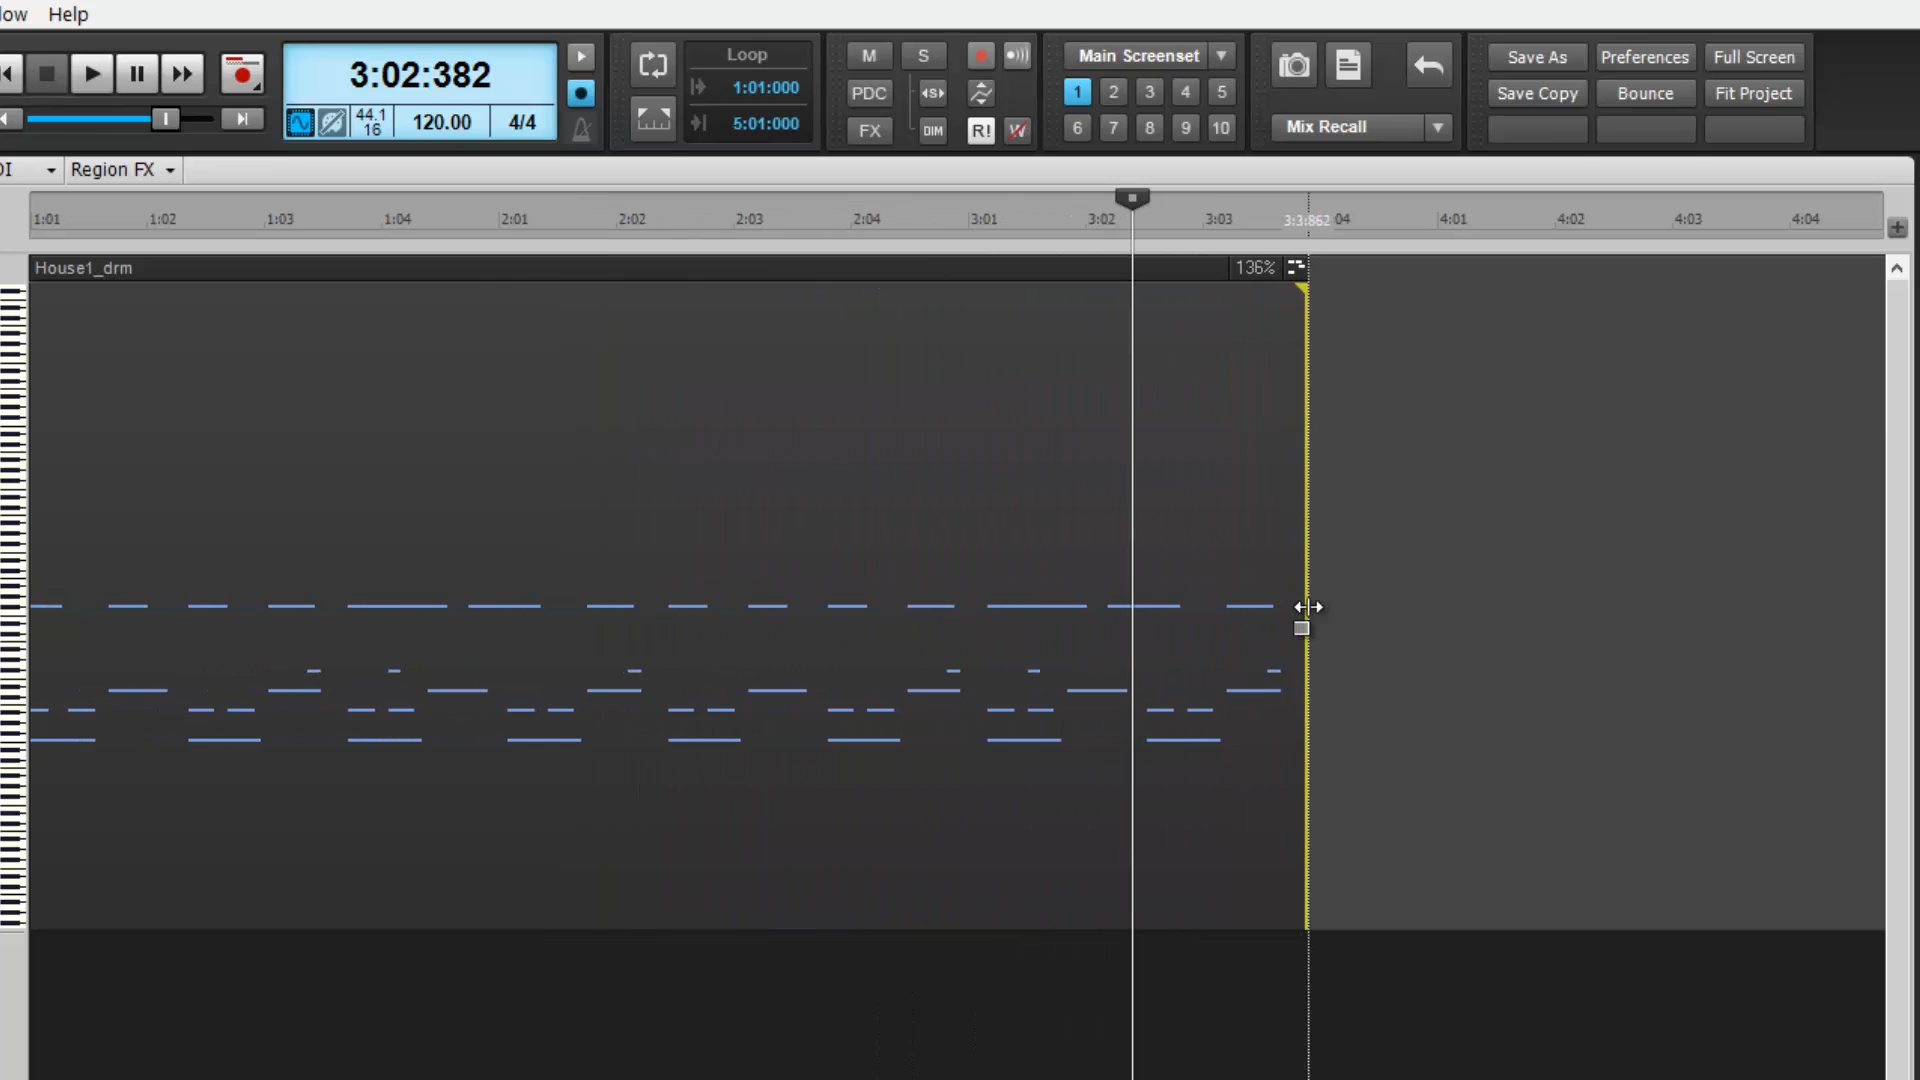 Help
3:02:382
44.1
16
120.00
4/4
Loop
1:01:000
5:01:000
M
S
PDC
FX
DIM
R!
W
Main Screenset
1 2 3 4 5
6 7 8 9 10
Mix Recall
Save As
Preferences
Full Screen
Save Copy
Bounce
Fit Project
Region FX
1:01 1:02 1:03 1:04 2:01 2:02 2:03 2:04 3:01 3:02 3:03 3:3:862 04 4:01 4:02 4:03 4:04
House1_drm
136%